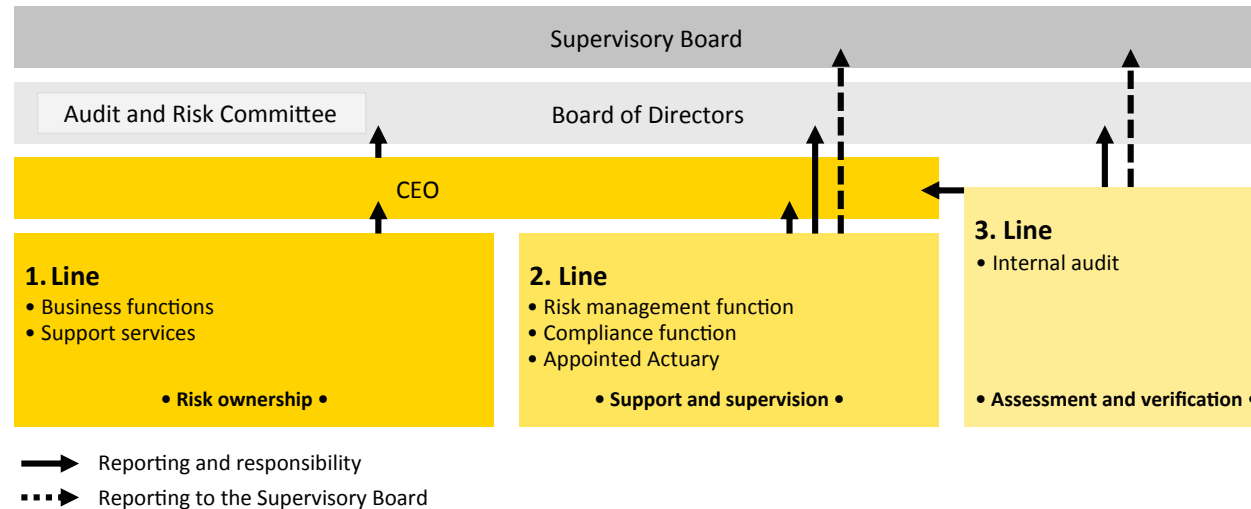 Supervisory Board
Audit and Risk Committee
Board of Directors
CEO
1. Line
• Business functions
• Support services
• Risk ownership •
2. Line
• Risk management function
• Compliance function
• Appointed Actuary
• Support and supervision •
3. Line
• Internal audit
• Assessment and verification •
Reporting and responsibility
Reporting to the Supervisory Board